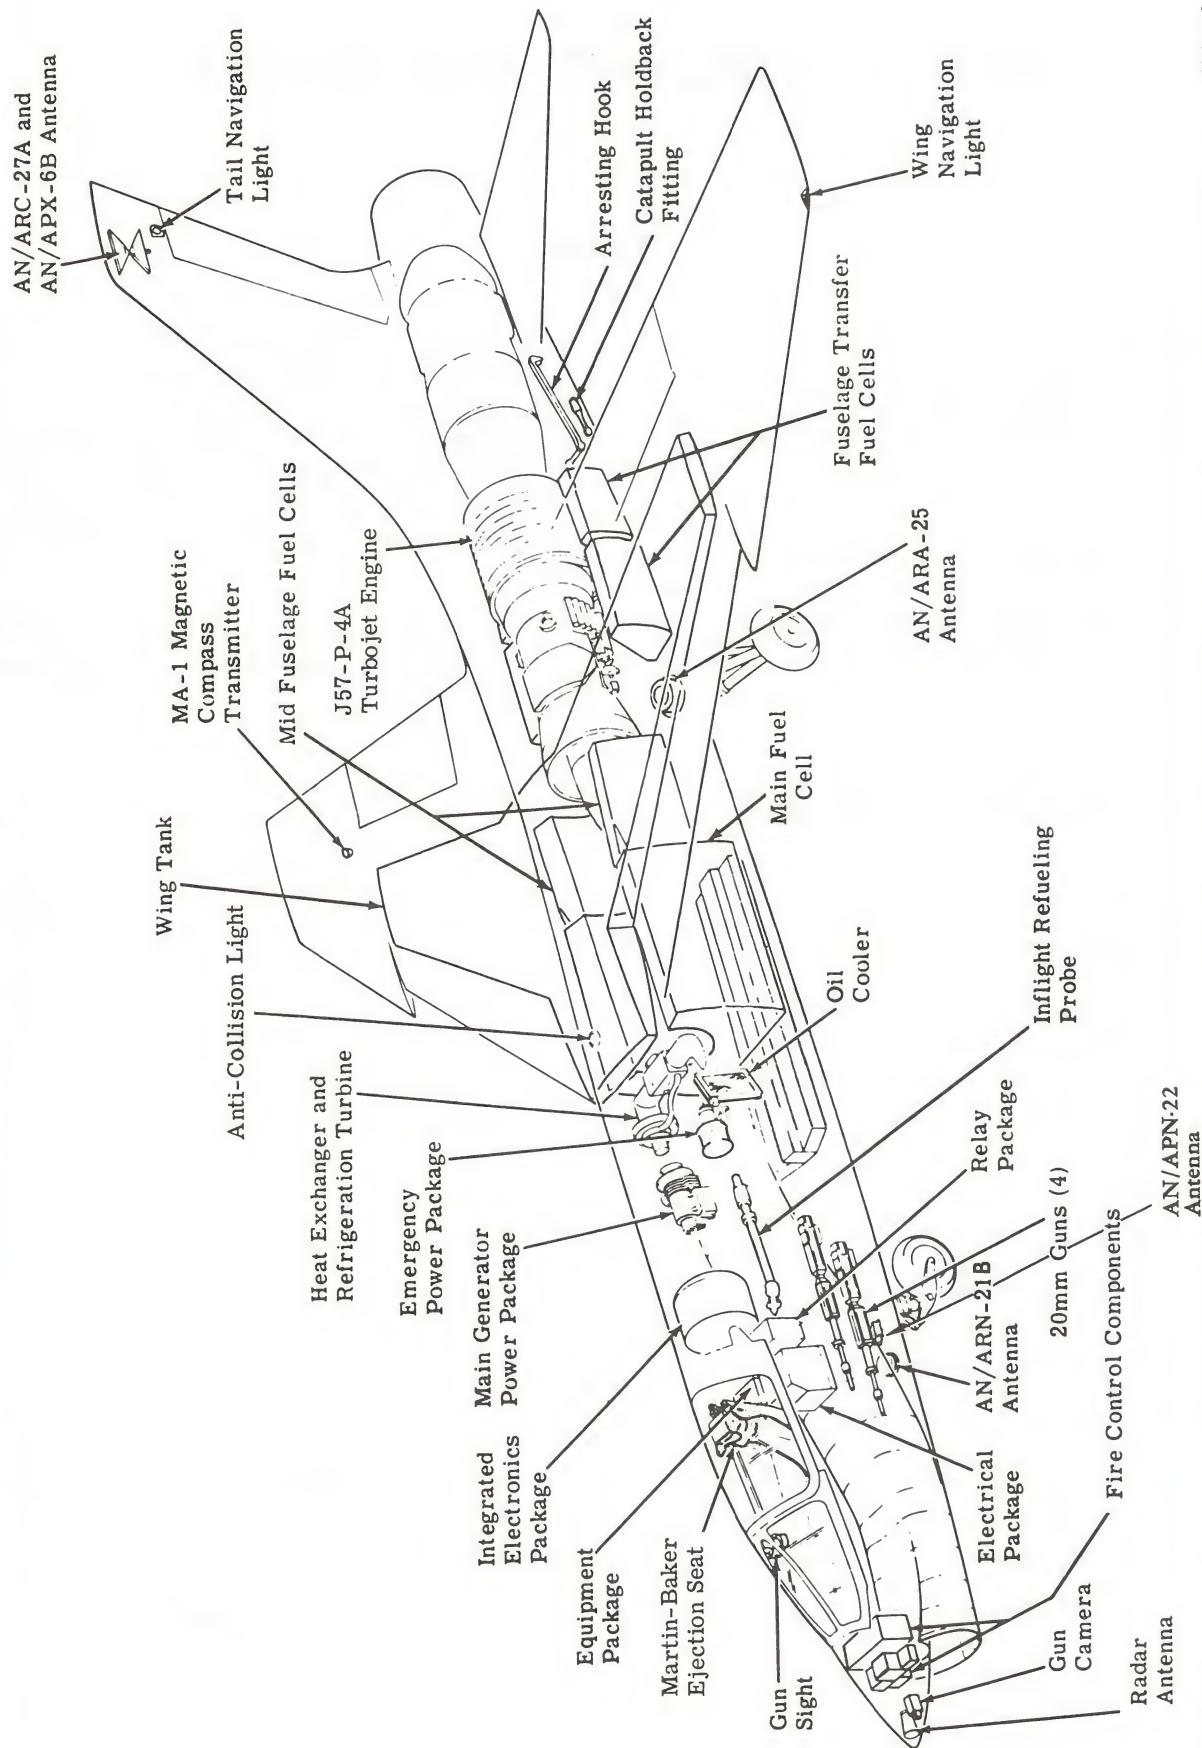 AN/ARC-27A and
AN/APX-6B Antenna
Tail Navigation
Light
Arresting Hook
Catapult Holdback
Fitting
Wing
Navigation
Light
MA-1 Magnetic
Compass
Transmitter
Mid Fuselage Fuel Cells
J57-P-4A
Turbojet Engine
Fuselage Transfer
Fuel Cells
AN/ARA-25
Antenna
Wing Tank
Main Fuel
Cell
Anti-Collision Light
Oil
Cooler
Inflight Refueling
Probe
Heat Exchanger and
Refrigeration Turbine
Emergency
Power Package
Main Generator
Power Package
Relay
Package
AN/APN-22
Antenna
20mm Guns (4)
AN/ARN-21B
Antenna
Fire Control Components
Integrated
Electronics
Package
Equipment
Package
Martin-Baker
Ejection Seat
Electrical
Package
Gun
Sight
Gun
Camera
Radar
Antenna